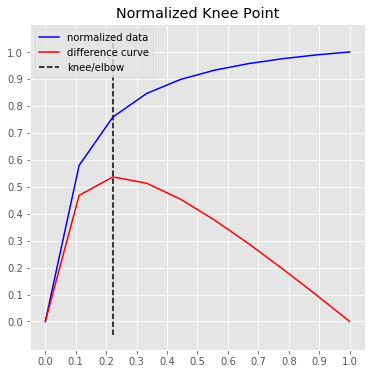 Normalized Knee Point
normalized data
difference curve
knee/elbow
1.0
0.9
0.8
0.7
0.6
0.5
0.4
0.3
0.2
0.1
0.0
0.0 0.1 0.2 0.3 0.4 0.5 0.6 0.7 0.8 0.9 1.0